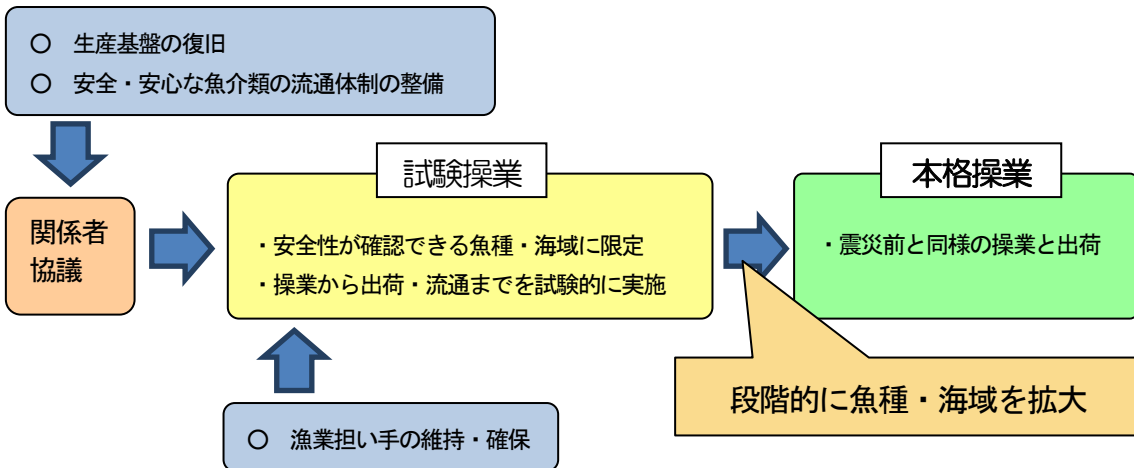 ○ 生産基盤の復旧
○ 安全・安心な魚介類の流通体制の整備
関係者
協議
試験操業
・安全性が確認できる魚種・海域に限定
・操業から出荷・流通までを試験的に実施
本格操業
・震災前と同様の操業と出荷
段階的に魚種・海域を拡大
○ 漁業担い手の維持・確保